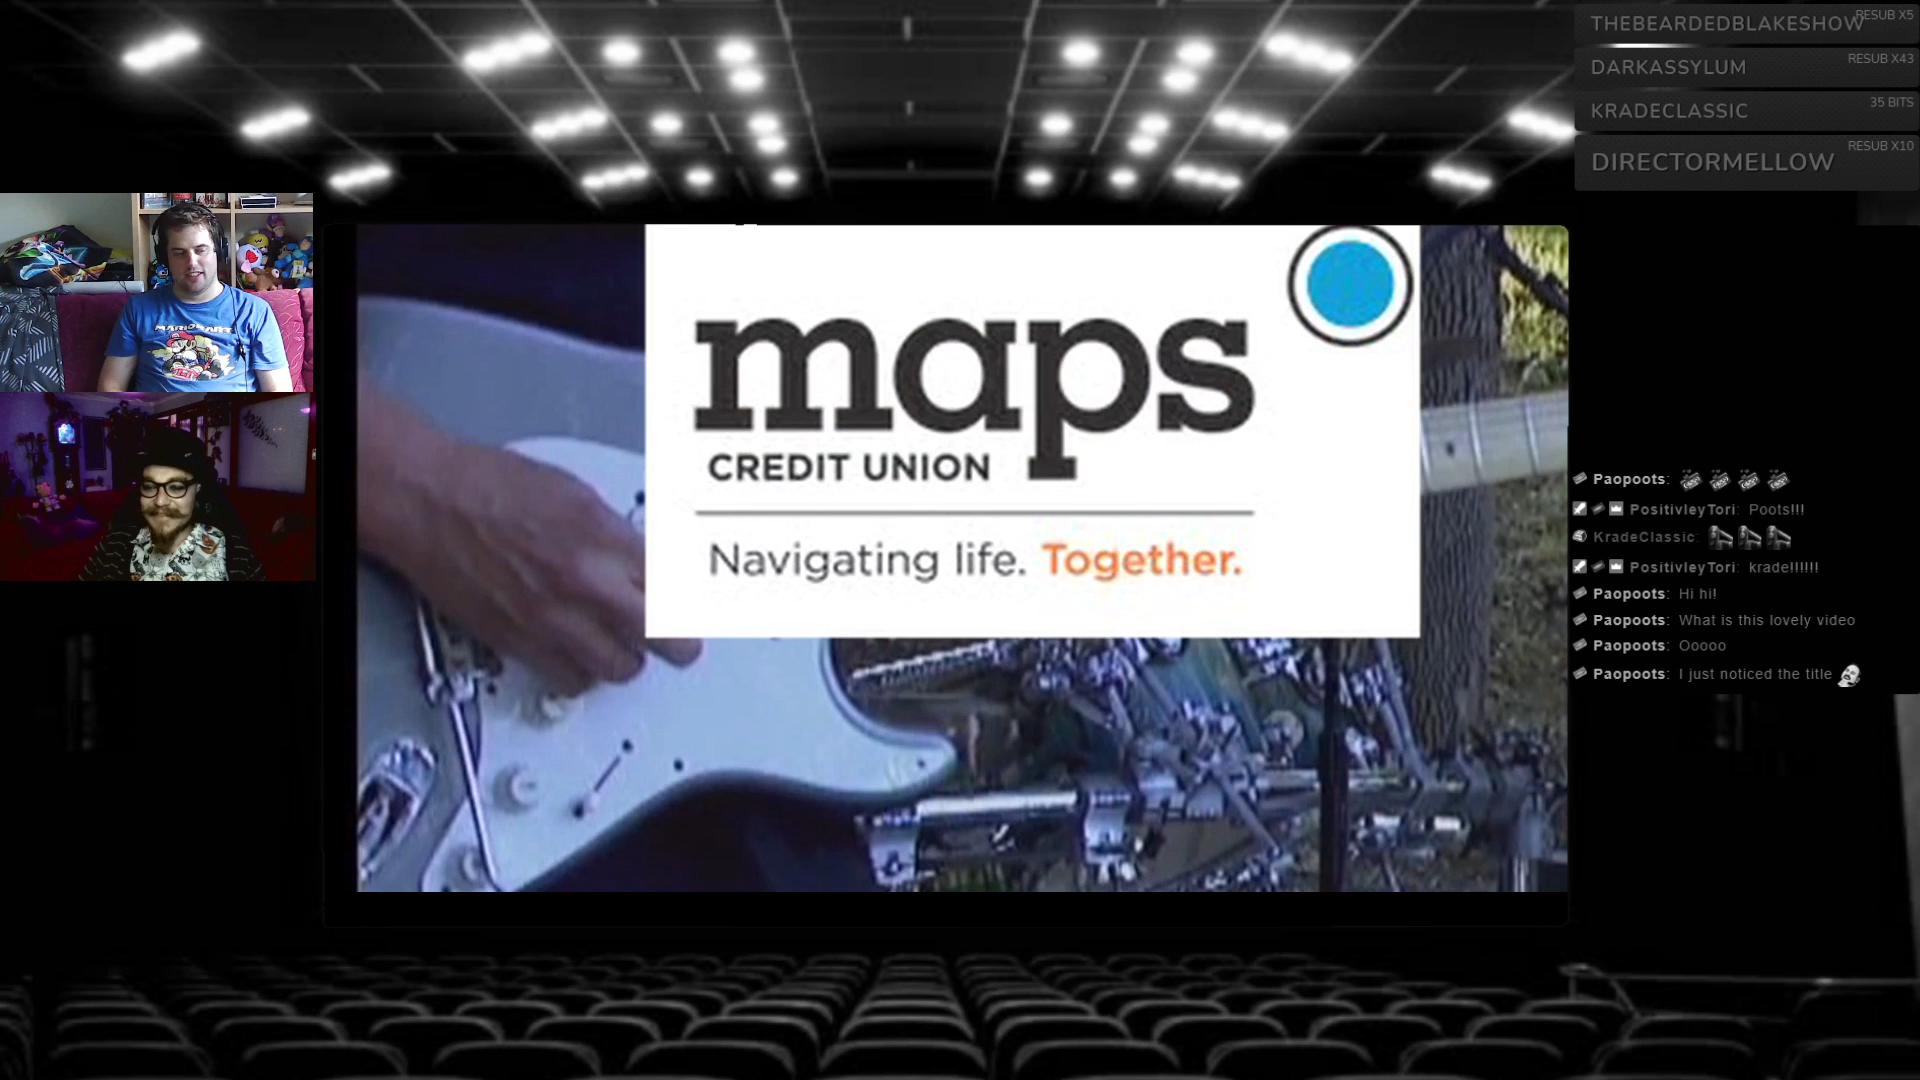 RESUB X5
THEBEARDEDBLAKESHOW
RESUB X43
DARKASSYLUM
35 BITS
KRADECLASSIC
RESUB X10
DIRECTORMELLOW
MARIO KART
maps
CREDIT UNION
Navigating life. Together.
Paopoots:
PositivleyTori: Poots!!!
KradeClassic:
PositivleyTori: krade!!!!!!
Paopoots: Hi hi!
Paopoots: What is this lovely video
Paopoots: Ooooo
Paopoots: I just noticed the title